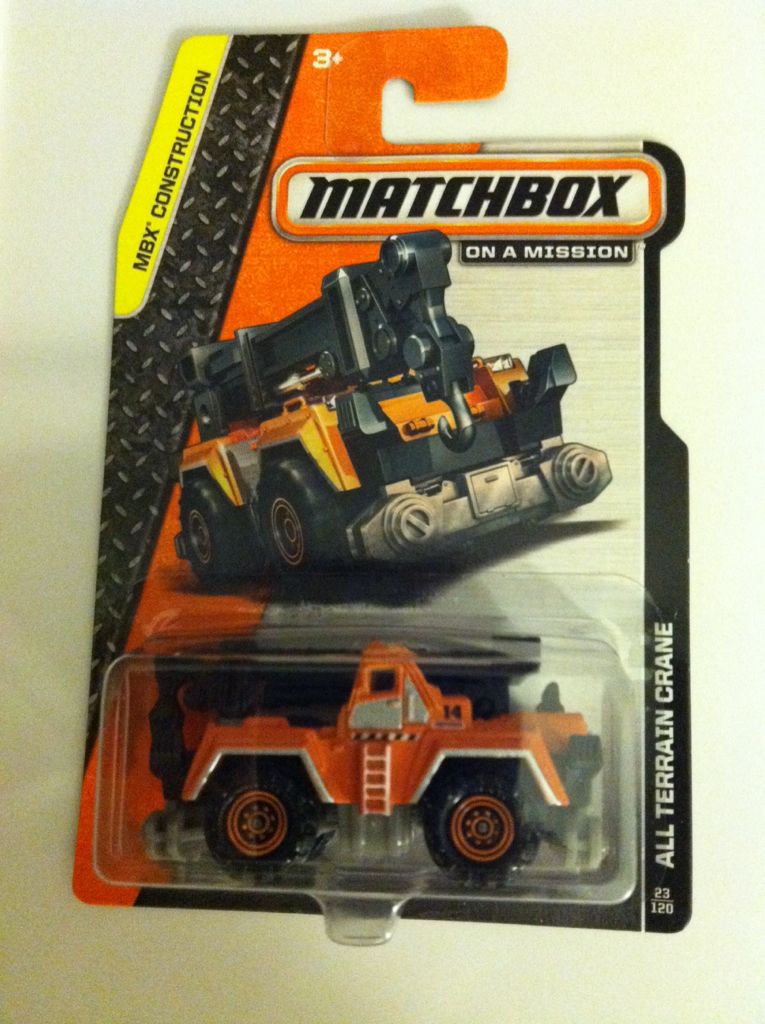 3+
MBX® CONSTRUCTION
MATCHBOX
ON A MISSION
14
ALL TERRAIN CRANE
23
120